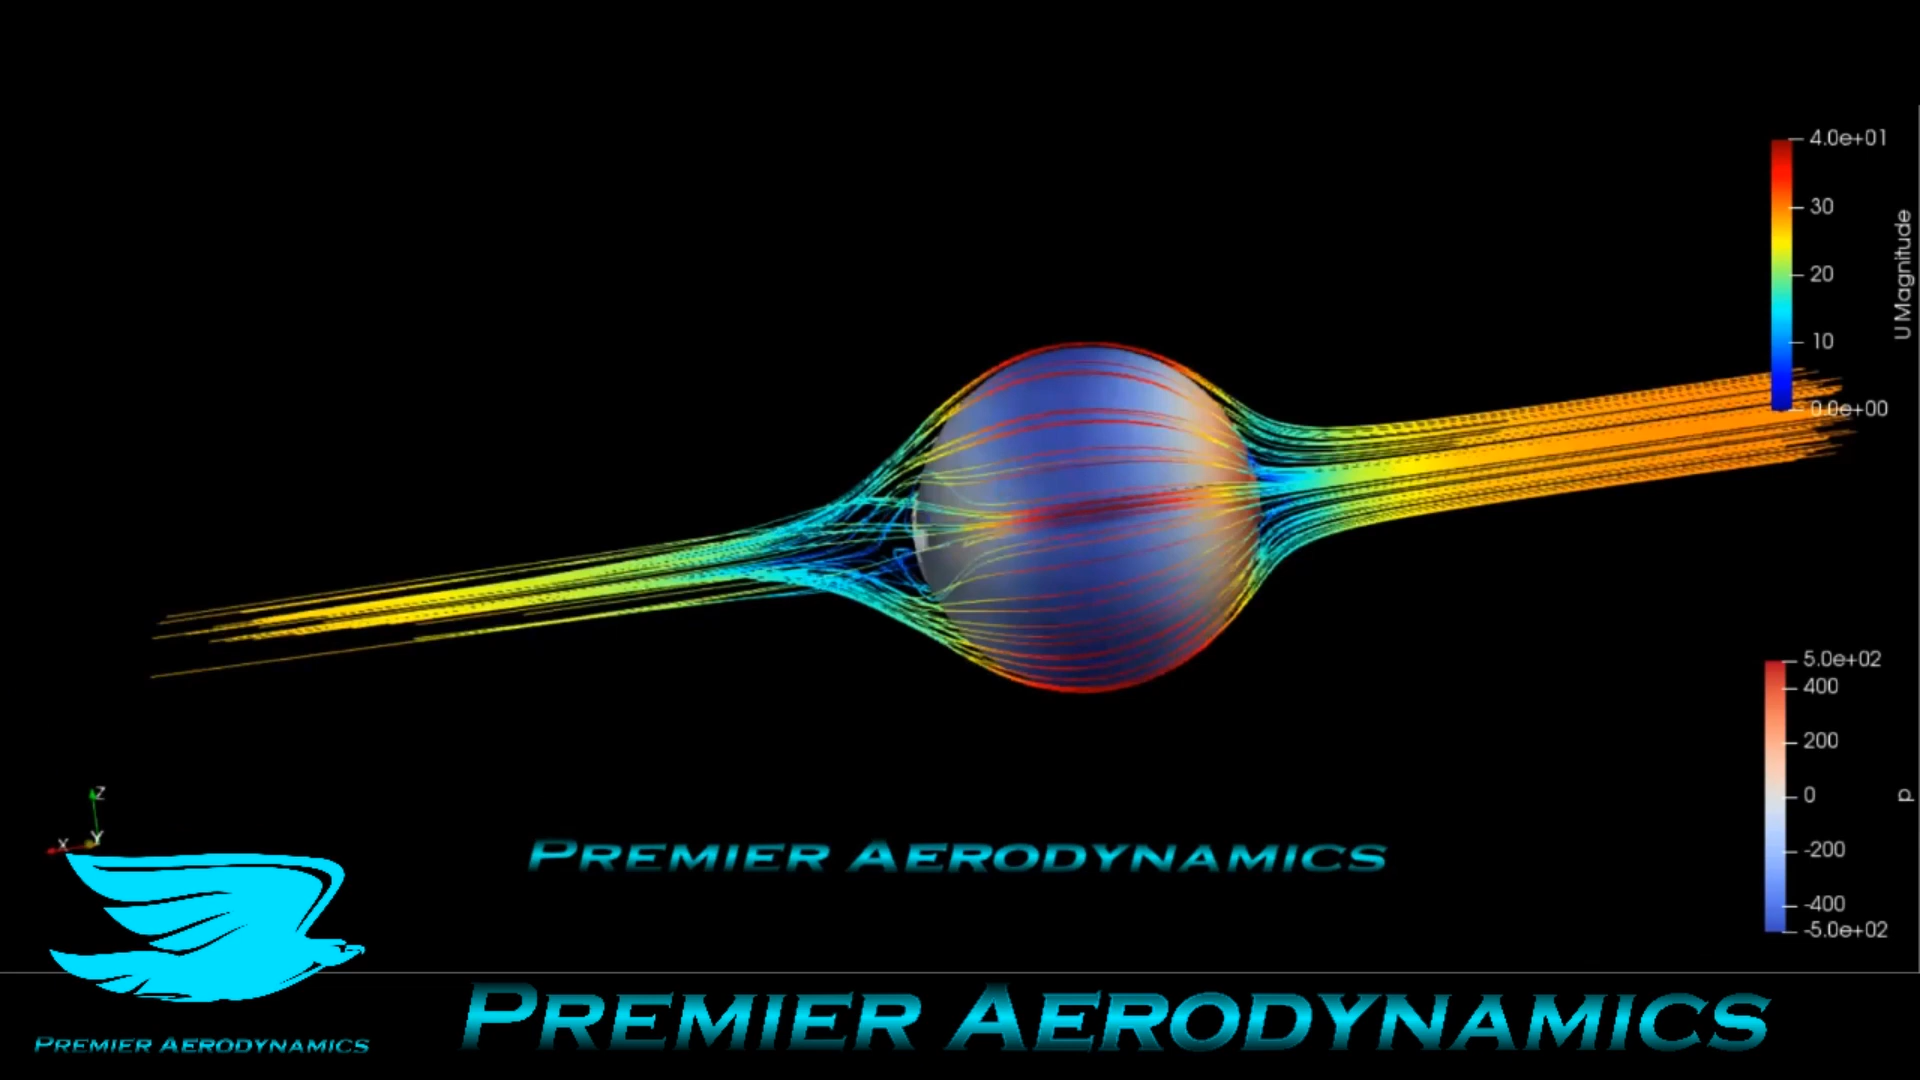 4.0e+01
30
20
10
0.0e+00
U Magnitude
5.0e+02
400
200
0
-200
-400
-5.0e+02
p
Z
Y
X
PREMIER AERODYNAMICS
PREMIER AERODYNAMICS
PREMIER AERODYNAMICS